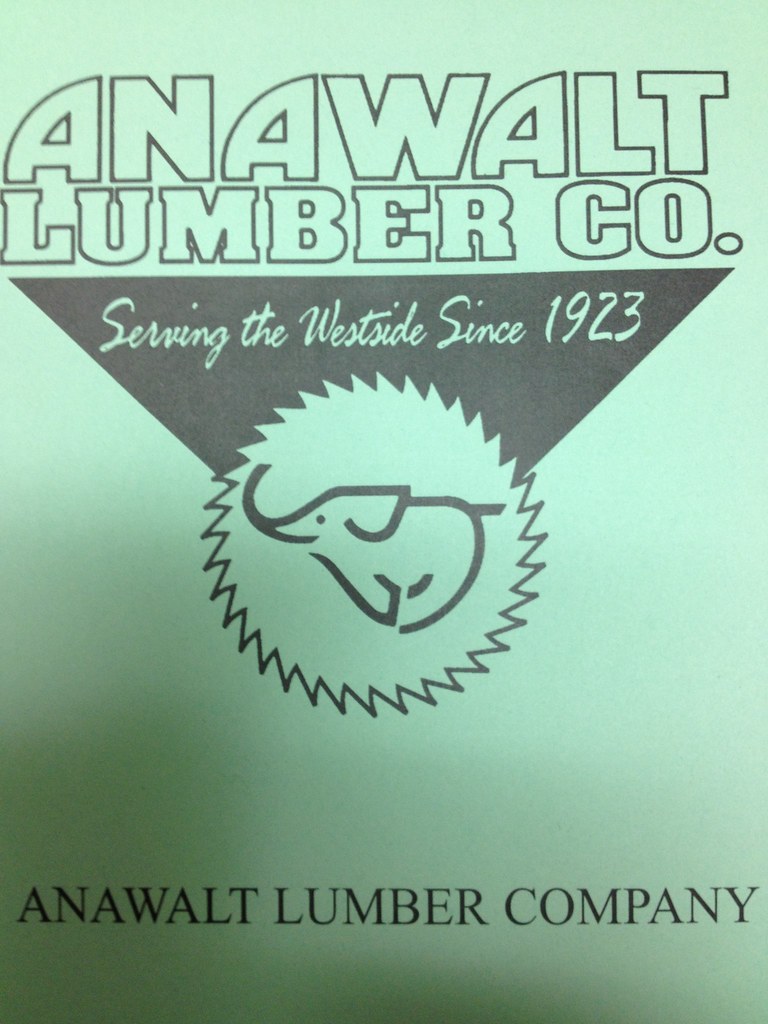 ANAWALT
LUMBER CO.
Serving the Westside Since 1923
ANAWALT LUMBER COMPANY